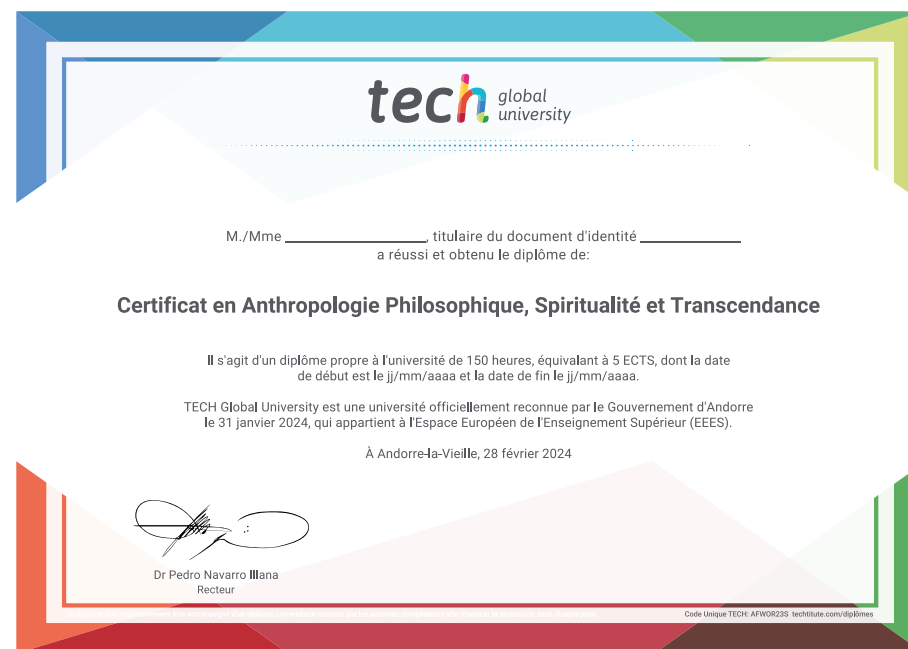 tech global university
M./Mme ____________________, titulaire du document d'identité ______________
a réussi et obtenu le diplôme de:
Certificat en Anthropologie Philosophique, Spiritualité et Transcendance
Il s'agit d'un diplôme propre à l'université de 150 heures, équivalant à 5 ECTS, dont la date
de début est le jj/mm/aaaa et la date de fin le jj/mm/aaaa.
TECH Global University est une université officiellement reconnue par le Gouvernement d'Andorre
le 31 janvier 2024, qui appartient à l'Espace Européen de l'Enseignement Supérieur (EEES).
À Andorre-la-Vieille, 28 février 2024
Dr Pedro Navarro Illana
Recteur
Code Unique TECH: AFWOR23S techtitute.com/diplômes